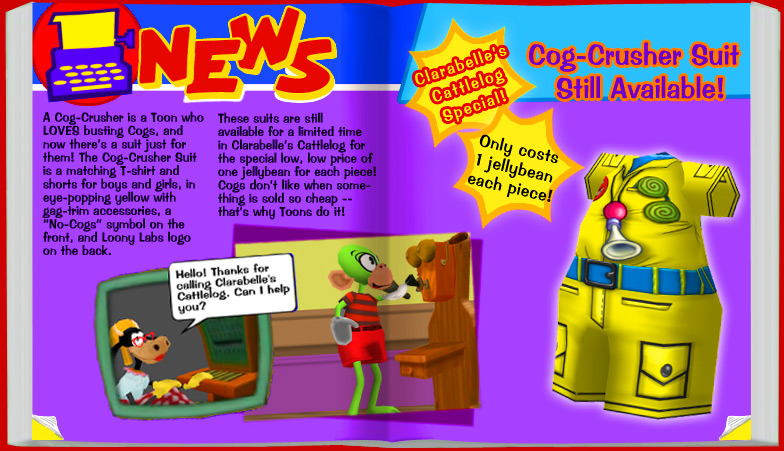 NEWS
A Cog-Crusher is a Toon who
LOVES busting Cogs, and
now there's a suit just for
them! The Cog-Crusher Suit
is a matching T-shirt and
shorts for boys and girls, in
eye-popping yellow with
gag-trim accessories, a
"No-Cogs" symbol on the
front, and Loony Labs logo
on the back.
These suits are still
available for a limited time
in Clarabelle's Cattlelog for
the special low, low price of
one jellybean for each piece!
Cogs don't like when some-
thing is sold so cheap --
that's why Toons do it!
Hello! Thanks for
calling Clarabelle's
Cattlelog. Can I help
you?
Clarabelle's
Cattlelog
Special!
Cog-Crusher Suit
Still Available!
Only costs
1 jellybean
each piece!